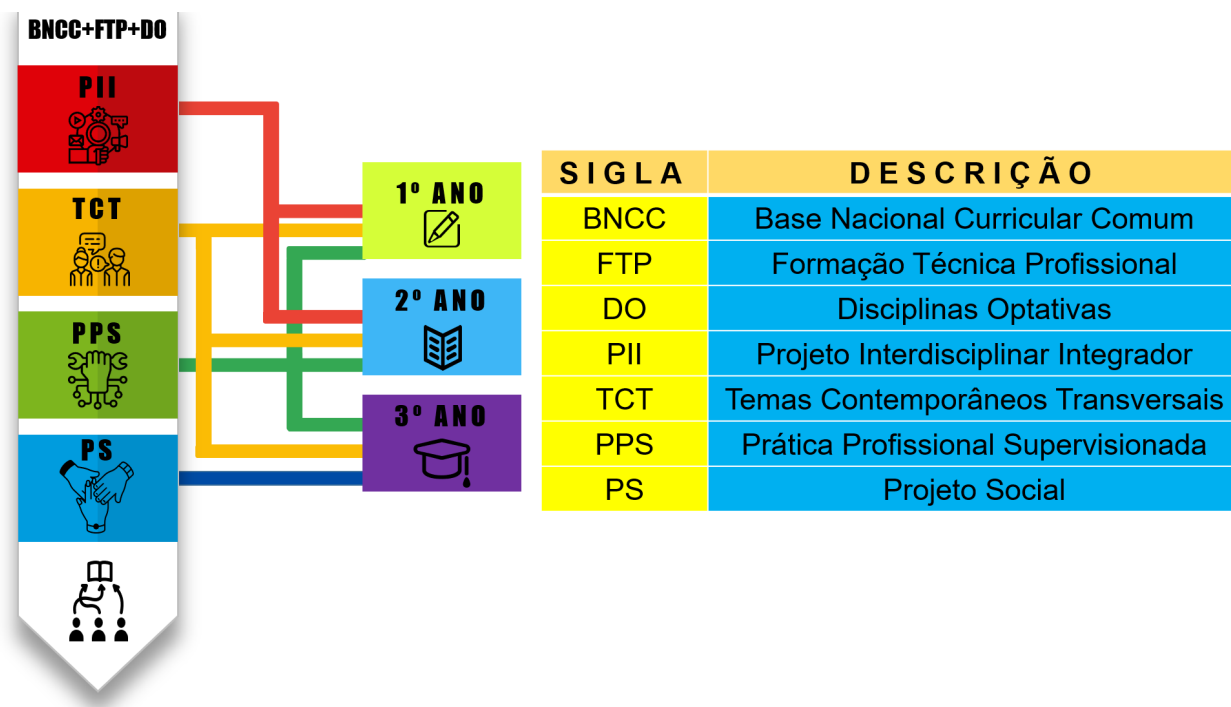 BNCC+FTP+DO
PII
TCT
PPS
PS
1º ANO
2º ANO
3º ANO
SIGLA DESCRIÇÃO
BNCC Base Nacional Curricular Comum
FTP Formação Técnica Profissional
DO Disciplinas Optativas
PII Projeto Interdisciplinar Integrador
TCT Temas Contemporâneos Transversais
PPS Prática Profissional Supervisionada
PS Projeto Social